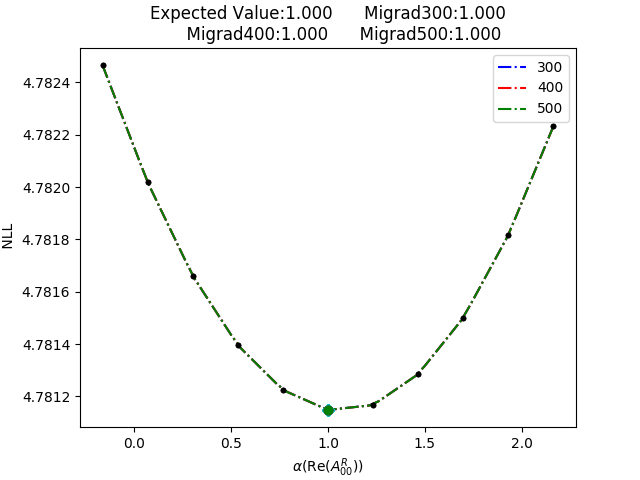 Expected Value:1.000 Migrad300:1.000
Migrad400:1.000 Migrad500:1.000
300
400
500
4.7824
4.7822
4.7820
4.7818
4.7816
4.7814
4.7812
NLL
0.0 0.5 1.0 1.5 2.0
α(Re(A^R_00))